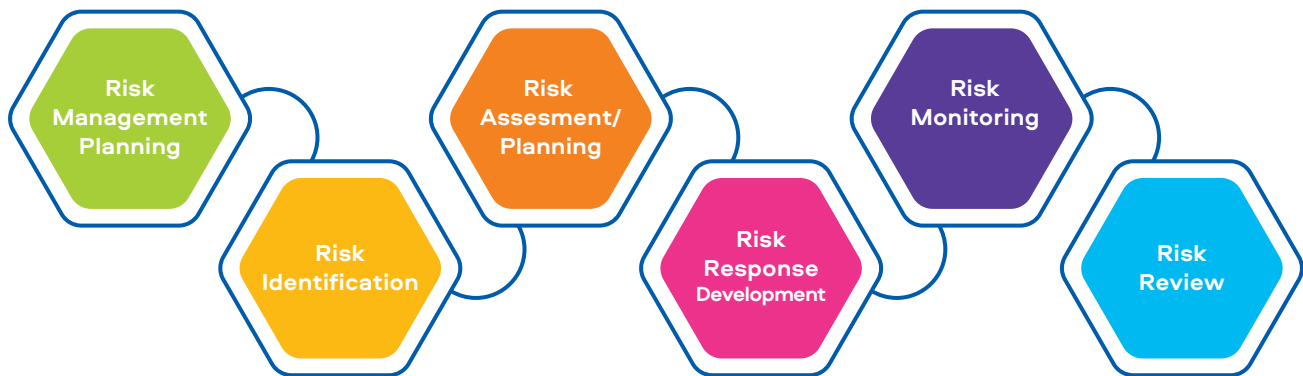 Risk
Management
Planning
Risk
Identification
Risk
Assesment/
Planning
Risk
Response
Development
Risk
Monitoring
Risk
Review